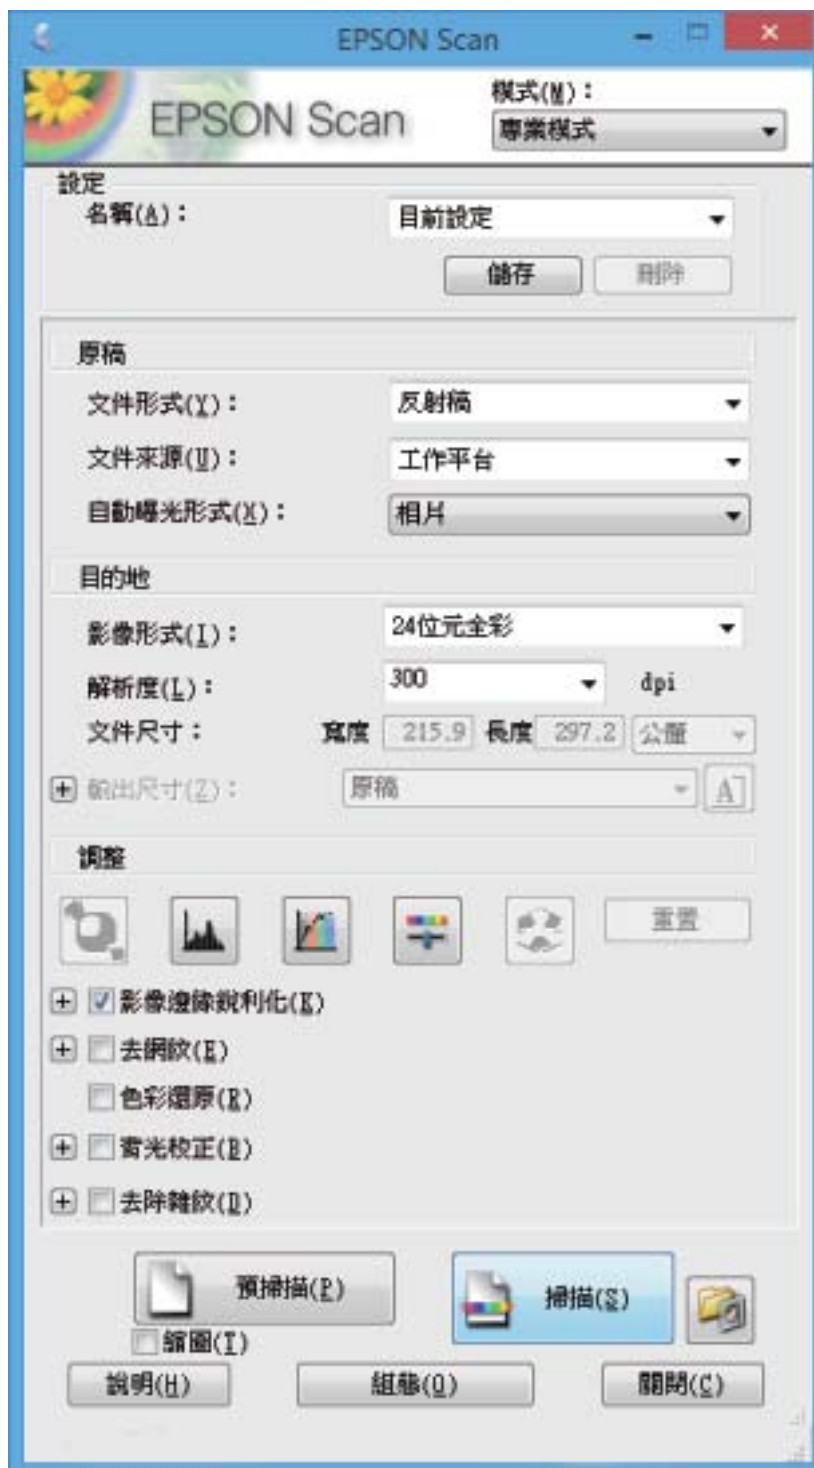 EPSON Scan
EPSON Scan
模式(M)：
專業模式
設定
名稱(A)：
目前設定
儲存
刪除
原稿
文件形式(Y)：
反射稿
文件來源(U)：
工作平台
自動曝光形式(X)：
相片
目的地
影像形式(I)：
24位元全彩
解析度(L)：
300
dpi
文件尺寸：
寬度 215.9 長度 297.2 公釐
輸出尺寸(Z)：
原稿
調整
重置
影像邊緣銳利化(K)
去網紋(E)
色彩還原(R)
背光校正(B)
去除雜紋(D)
預掃描(P)
掃描(S)
縮圖(T)
說明(H)
組態(O)
關閉(C)